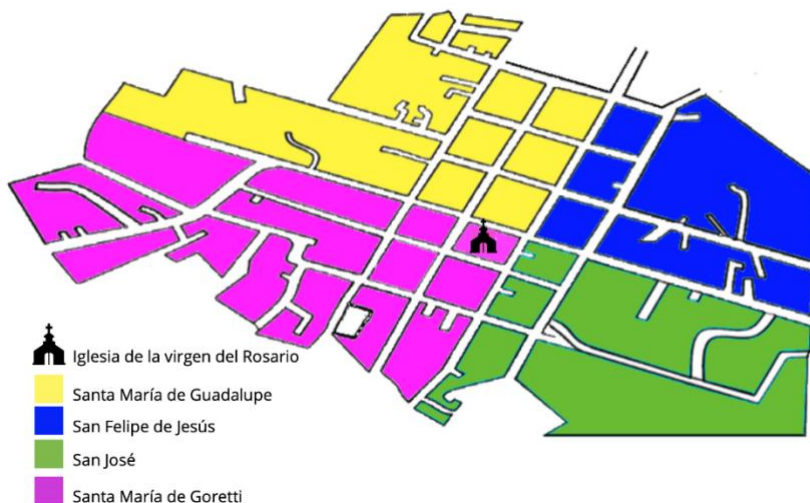 Iglesia de la virgen del Rosario
Santa María de Guadalupe
San Felipe de Jesús
San José
Santa María de Goretti